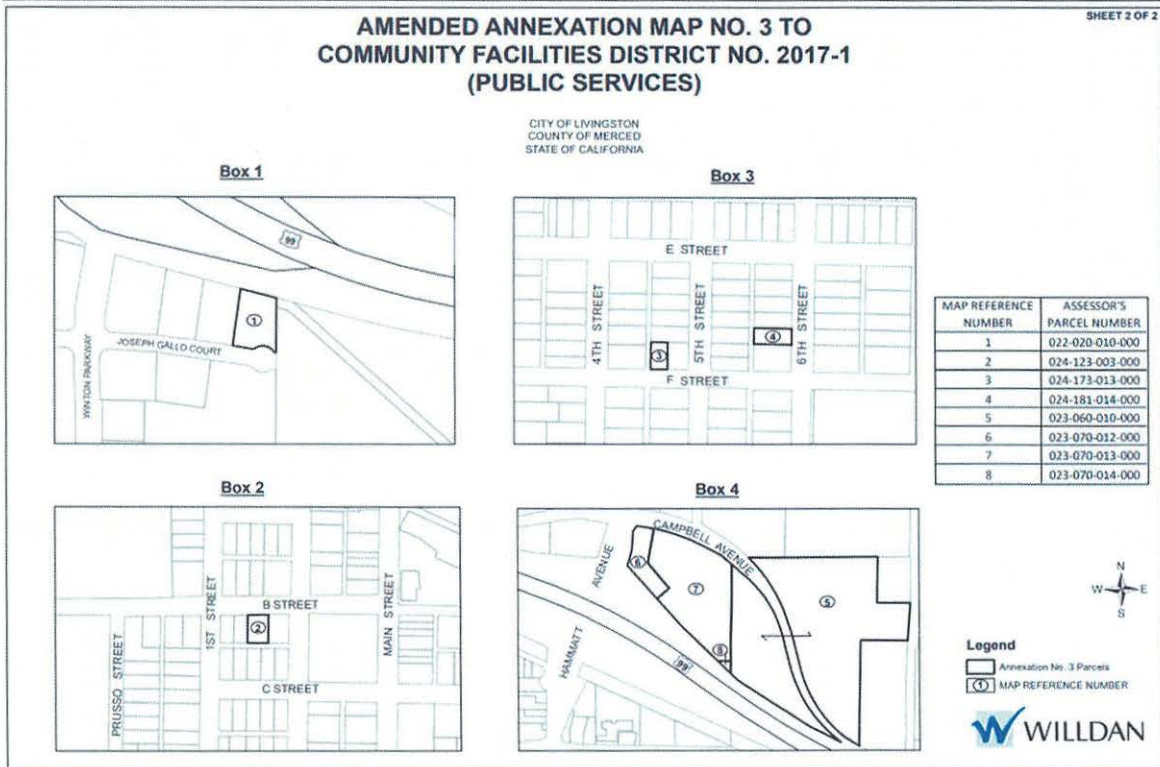 SHEET 2 OF 2
AMENDED ANNEXATION MAP NO. 3 TO
COMMUNITY FACILITIES DISTRICT NO. 2017-1
(PUBLIC SERVICES)
CITY OF LIVINGSTON
COUNTY OF MERCED
STATE OF CALIFORNIA
Box 1
99
1
JOSEPH GALLO COURT
WINTON PARKWAY
Box 3
E STREET
4TH STREET
5TH STREET
6TH STREET
3
4
F STREET
MAP REFERENCE NUMBER ASSESSOR'S PARCEL NUMBER
1 022-020-010-000
2 024-123-003-000
3 024-173-013-000
4 024-181-014-000
5 023-060-010-000
6 023-070-012-000
7 023-070-013-000
8 023-070-014-000
Box 2
B STREET
1ST STREET
MAIN STREET
2
PRUSSO STREET
C STREET
Box 4
CAMPBELL AVENUE
HAMMATT AVENUE
6
7
5
8
99
N
W E
S
Legend
Annexation No. 3 Parcels
1 MAP REFERENCE NUMBER
WILLDAN